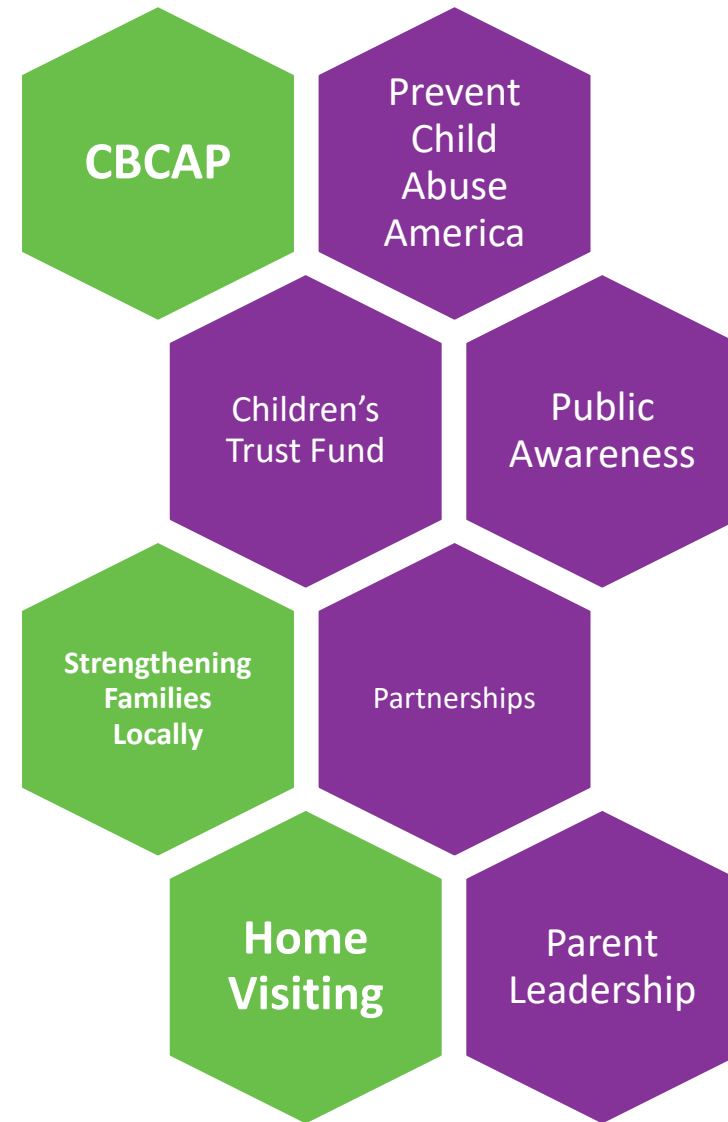 CBCAP
Prevent
Child
Abuse
America
Children’s
Trust Fund
Public
Awareness
Strengthening
Families
Locally
Partnerships
Home
Visiting
Parent
Leadership